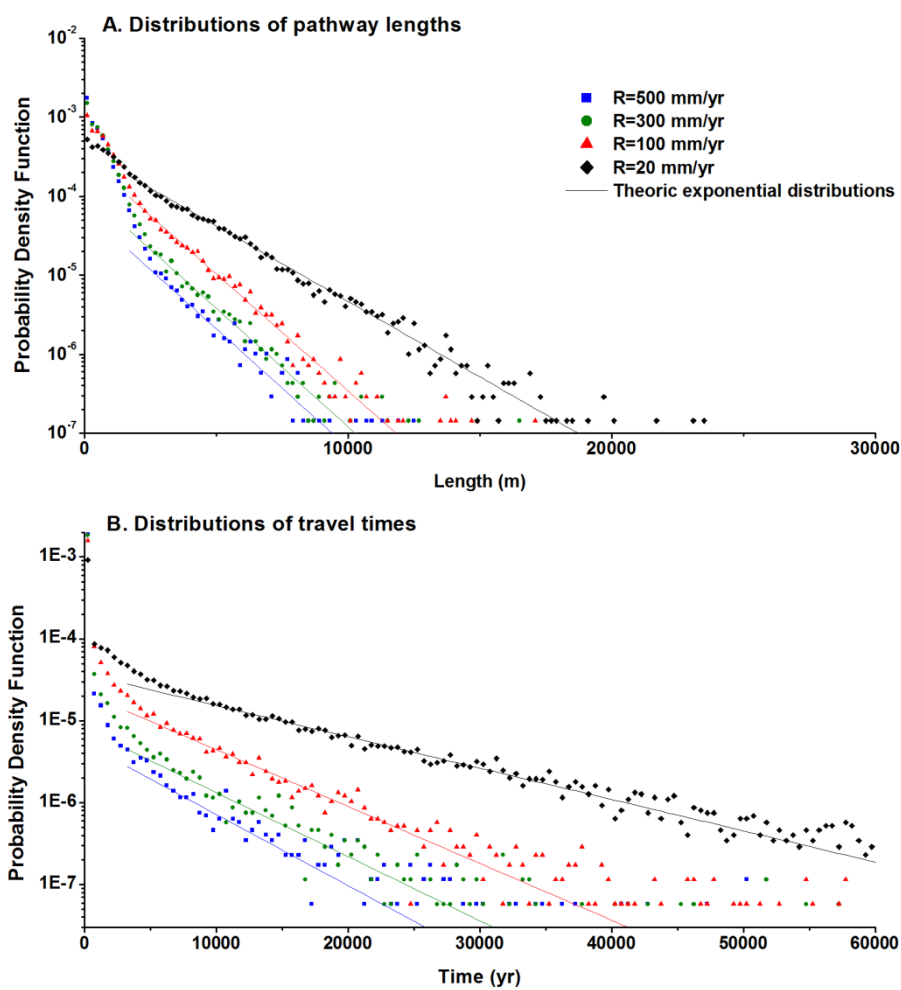 A. Distributions of pathway lengths
10^-2
10^-3
10^-4
10^-5
10^-6
10^-7
Probability Density Function
R=500 mm/yr
R=300 mm/yr
R=100 mm/yr
R=20 mm/yr
Theoric exponential distributions
0 10000 20000 30000
Length (m)
B. Distributions of travel times
1E-3
1E-4
1E-5
1E-6
1E-7
Probability Density Function
0 10000 20000 30000 40000 50000 60000
Time (yr)